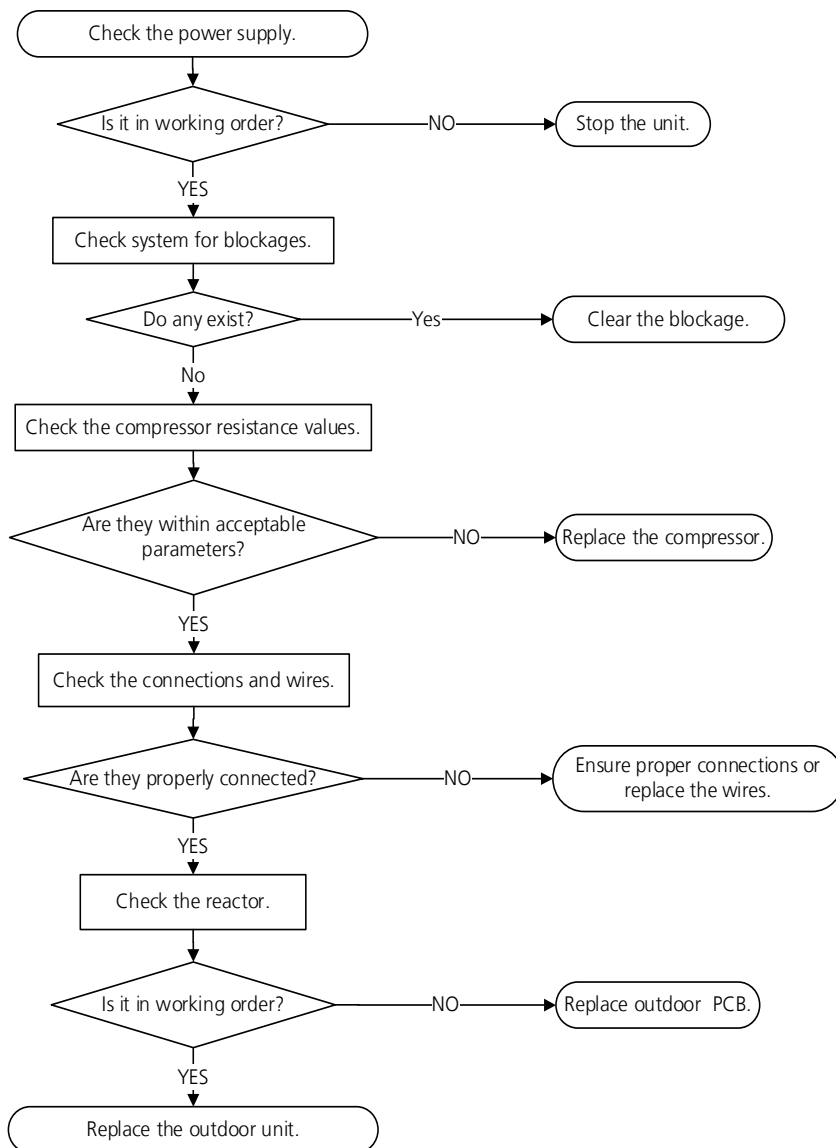 Check the power supply.
Is it in working order?
NO
Stop the unit.
YES
Check system for blockages.
Do any exist?
Yes
Clear the blockage.
No
Check the compressor resistance values.
Are they within acceptable
parameters?
NO
Replace the compressor.
YES
Check the connections and wires.
Are they properly connected?
NO
Ensure proper connections or
replace the wires.
YES
Check the reactor.
Is it in working order?
NO
Replace outdoor PCB.
YES
Replace the outdoor unit.